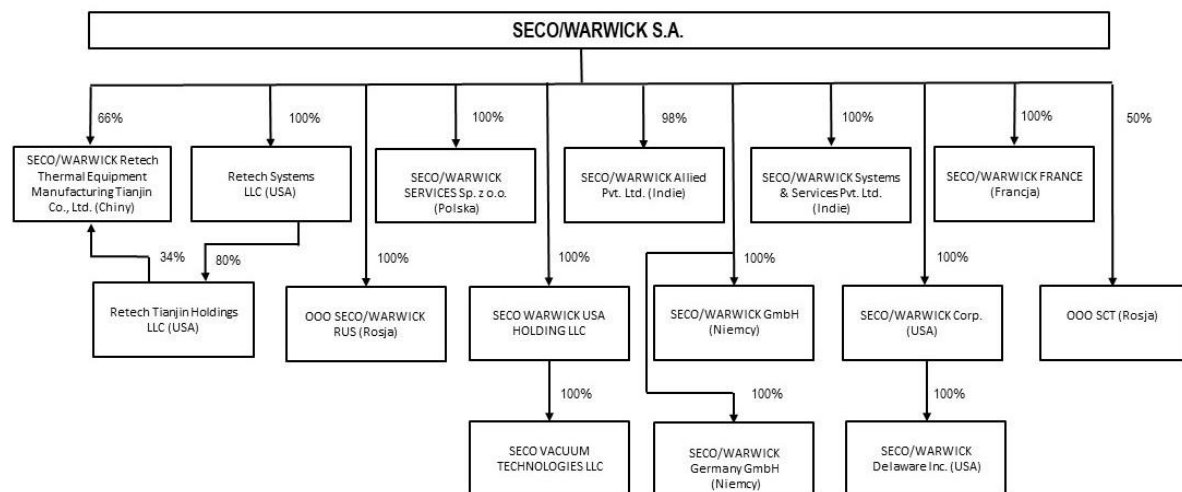 SECO/WARWICK S.A.
66%
100%
100%
98%
100%
100%
50%
SECO/WARWICK Retech
Thermal Equipment
Manufacturing Tianjin
Co., Ltd. (Chiny)
Retech Systems
LLC (USA)
SECO/WARWICK
SERVICES Sp. z o.o.
(Polska)
SECO/WARWICK Allied
Pvt. Ltd. (Indie)
SECO/WARWICK Systems
& Services Pvt. Ltd.
(Indie)
SECO/WARWICK FRANCE
(Francja)
34%
80%
100%
100%
100%
100%
Retech Tianjin Holdings
LLC (USA)
OOO SECO/WARWICK
RUS (Rosja)
SECO WARWICK USA
HOLDING LLC
SECO/WARWICK GmbH
(Niemcy)
SECO/WARWICK Corp.
(USA)
OOO SCT (Rosja)
100%
100%
100%
SECO VACUUM
TECHNOLOGIES LLC
SECO/WARWICK
Germany GmbH
(Niemcy)
SECO/WARWICK
Delaware Inc. (USA)